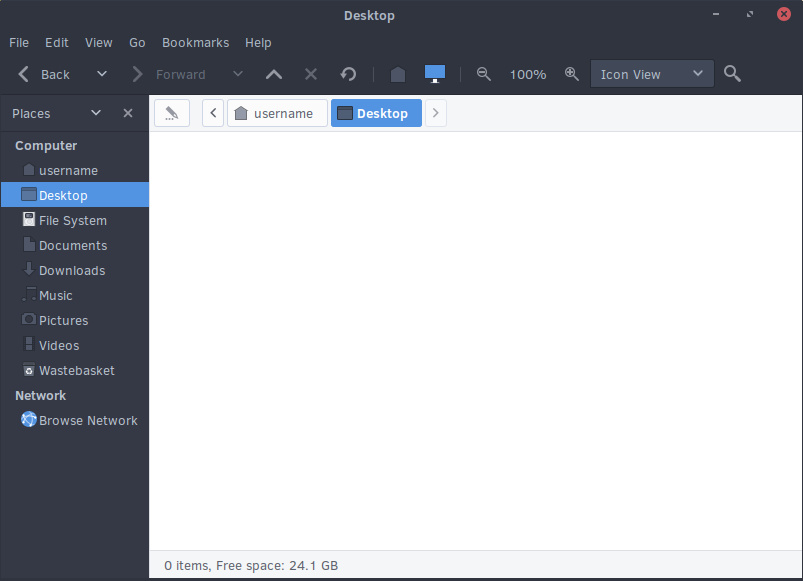 Desktop
File Edit View Go Bookmarks Help
Back Forward 100% Icon View
Places
username Desktop
Computer
username
Desktop
File System
Documents
Downloads
Music
Pictures
Videos
Wastebasket
Network
Browse Network
0 items, Free space: 24.1 GB